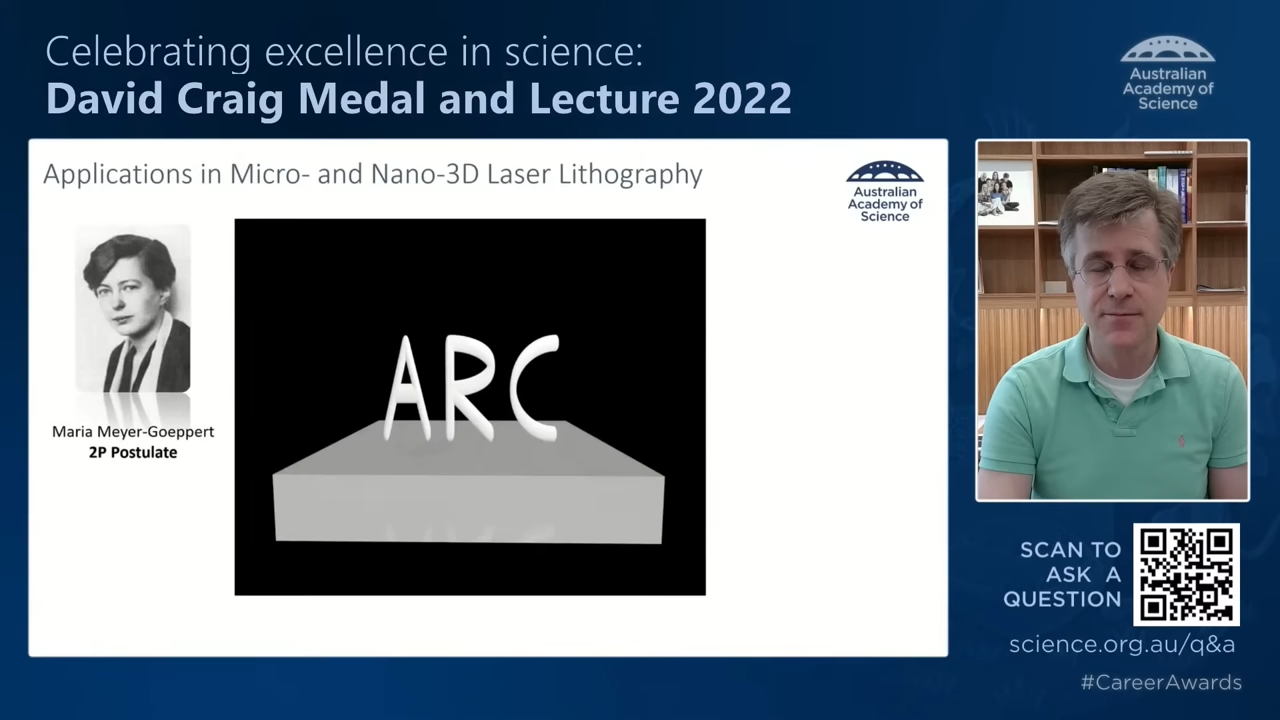 Celebrating excellence in science:
David Craig Medal and Lecture 2022
Australian
Academy of
Science
Applications in Micro- and Nano-3D Laser Lithography
Australian
Academy of
Science
Maria Meyer-Goeppert
2P Postulate
ARC
SCAN TO
ASK A
QUESTION
science.org.au/q&a
#CareerAwards